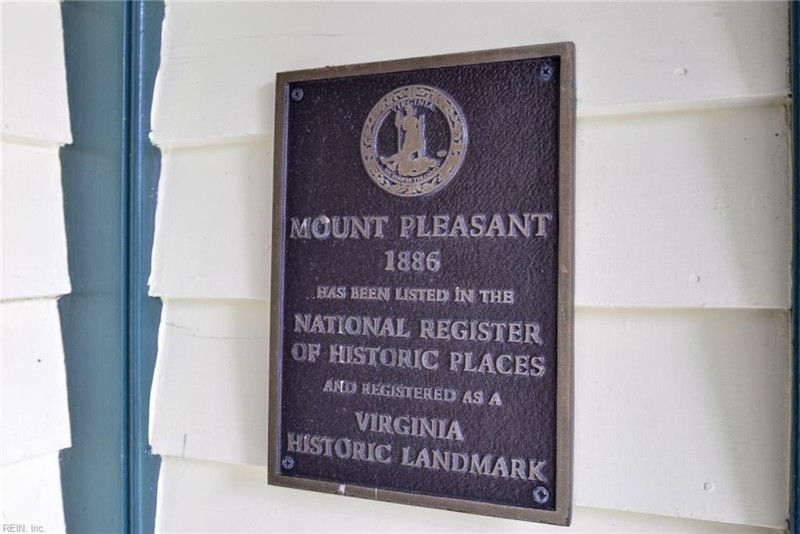 VIRGINIA
MOUNT PLEASANT
1886
HAS BEEN LISTED IN THE
NATIONAL REGISTER
OF HISTORIC PLACES
AND REGISTERED AS A
VIRGINIA
HISTORIC LANDMARK
REIN, Inc.